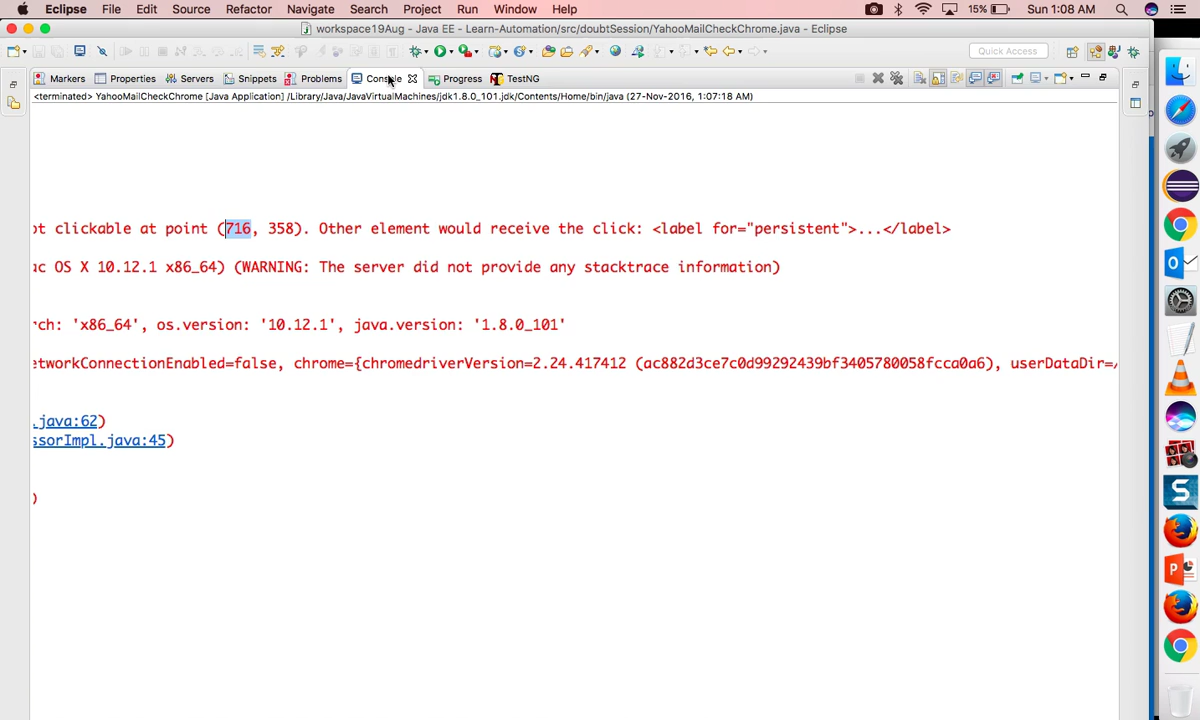 Eclipse File Edit Source Refactor Navigate Search Project Run Window Help 15% Sun 1:08 AM
workspace19Aug - Java EE - Learn-Automation/src/doubtSession/YahooMailCheckChrome.java - Eclipse
Quick Access
Markers Properties Servers Snippets Problems Console Progress TestNG
<terminated> YahooMailCheckChrome [Java Application] /Library/Java/JavaVirtualMachines/jdk1.8.0_101.jdk/Contents/Home/bin/java (27-Nov-2016, 1:07:18 AM)
ot clickable at point (716, 358). Other element would receive the click: <label for="persistent">...</label>
ac OS X 10.12.1 x86_64) (WARNING: The server did not provide any stacktrace information)
rch: 'x86_64', os.version: '10.12.1', java.version: '1.8.0_101'
etworkConnectionEnabled=false, chrome={chromedriverVersion=2.24.417412 (ac882d3ce7c0d99292439bf3405780058fcca0a6), userDataDir=/
.java:62)
ssorImpl.java:45)
)